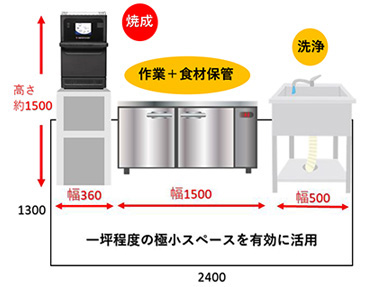 焼成
洗浄
作業＋食材保管
高さ
約1500
幅360
幅1500
幅500
1300
一坪程度の極小スペースを有効に活用
2400